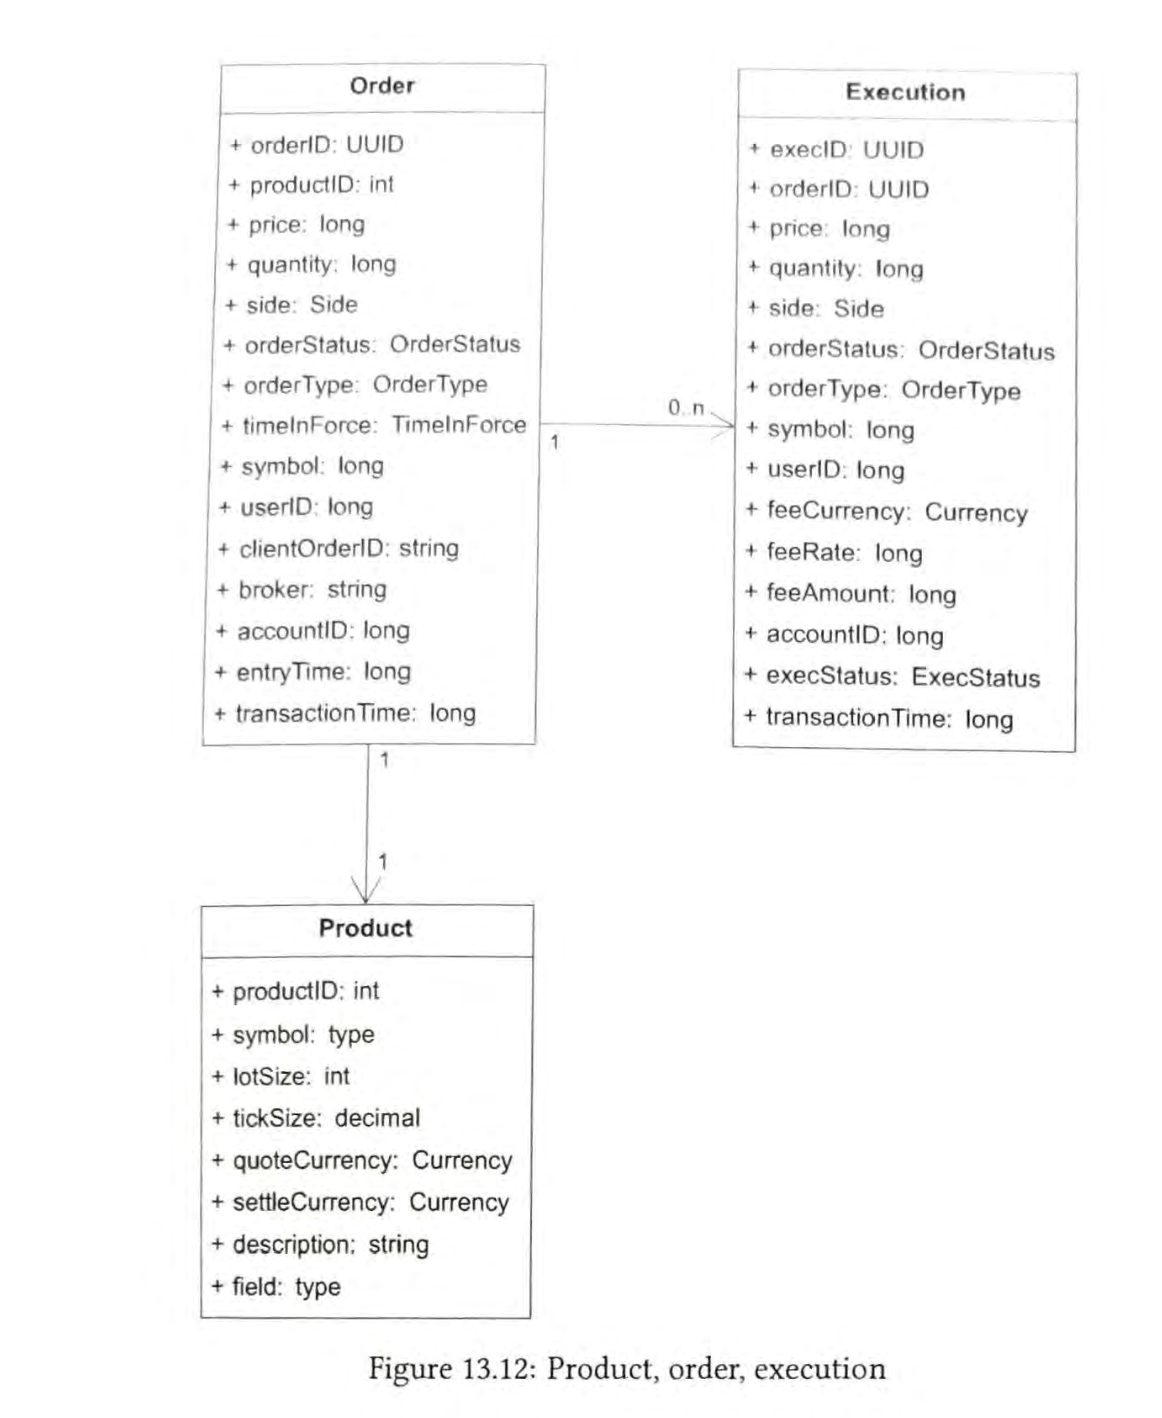 Order
+ orderID: UUID
+ productID: int
+ price: long
+ quantity: long
+ side: Side
+ orderStatus: OrderStatus
+ orderType: OrderType
+ timeInForce: TimeInForce
+ symbol: long
+ userID: long
+ clientOrderID: string
+ broker: string
+ accountID: long
+ entryTime: long
+ transactionTime: long
1
0..n
Execution
+ execID: UUID
+ orderID: UUID
+ price: long
+ quantity: long
+ side: Side
+ orderStatus: OrderStatus
+ orderType: OrderType
+ symbol: long
+ userID: long
+ feeCurrency: Currency
+ feeRate: long
+ feeAmount: long
+ accountID: long
+ execStatus: ExecStatus
+ transactionTime: long
1
1
Product
+ productID: int
+ symbol: type
+ lotSize: int
+ tickSize: decimal
+ quoteCurrency: Currency
+ settleCurrency: Currency
+ description: string
+ field: type
Figure 13.12: Product, order, execution